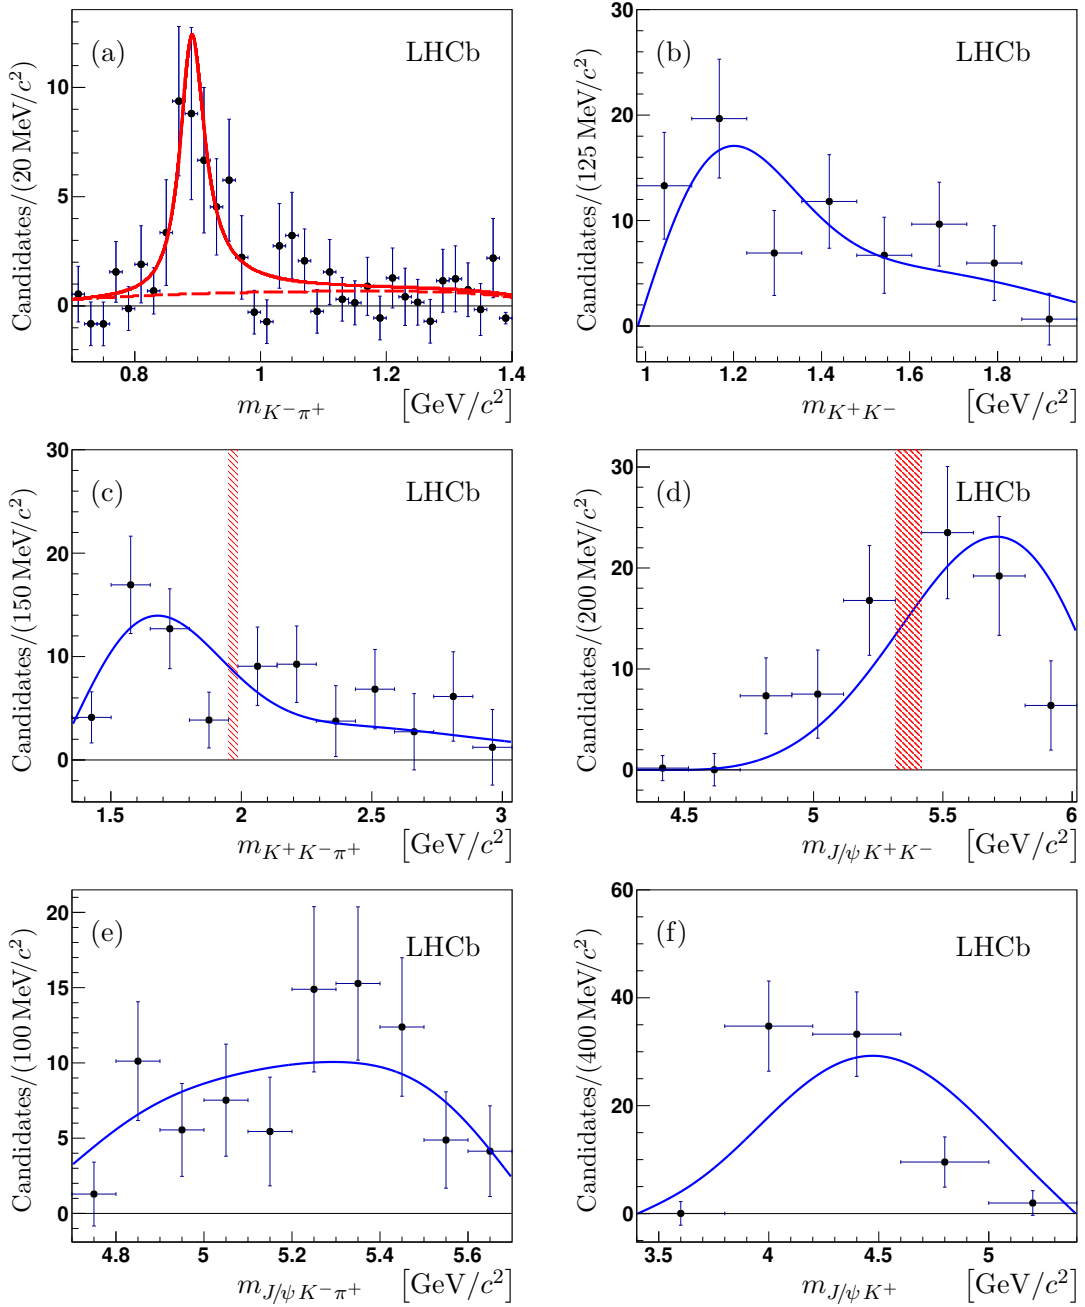 (a) LHCb
Candidates/(20 MeV/c²)
10
5
0
0.8 1 1.2 1.4
m_{K⁻π⁺} [GeV/c²]
(b) LHCb
Candidates/(125 MeV/c²)
30
20
10
0
1 1.2 1.4 1.6 1.8
m_{K⁺K⁻} [GeV/c²]
(c) LHCb
Candidates/(150 MeV/c²)
30
20
10
0
1.5 2 2.5 3
m_{K⁺K⁻π⁺} [GeV/c²]
(d) LHCb
Candidates/(200 MeV/c²)
30
20
10
0
4.5 5 5.5 6
m_{J/ψK⁺K⁻} [GeV/c²]
(e) LHCb
Candidates/(100 MeV/c²)
20
15
10
5
0
4.8 5 5.2 5.4 5.6
m_{J/ψK⁻π⁺} [GeV/c²]
(f) LHCb
Candidates/(400 MeV/c²)
60
40
20
0
3.5 4 4.5 5
m_{J/ψK⁺} [GeV/c²]